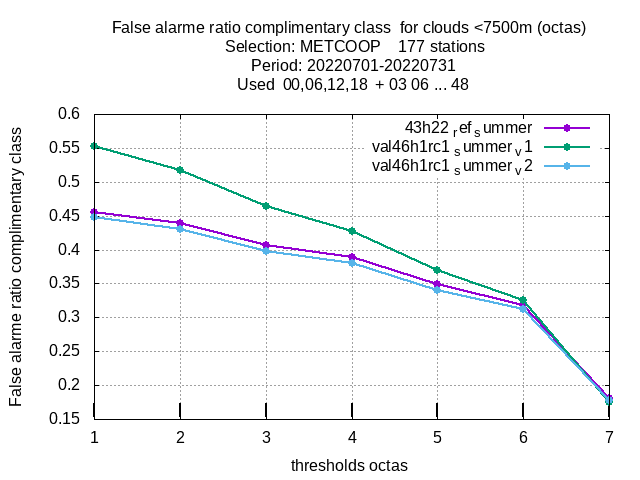 False alarme ratio complimentary class  for clouds <7500m (octas)
Selection: METCOOP    177 stations
Period: 20220701-20220731
Used  00,06,12,18  + 03 06 ... 48
43h22 ref summer
val46h1rc1 summer v1
val46h1rc1 summer v2
False alarme ratio complimentary class
0.6
0.55
0.5
0.45
0.4
0.35
0.3
0.25
0.2
0.15
1 2 3 4 5 6 7
thresholds octas